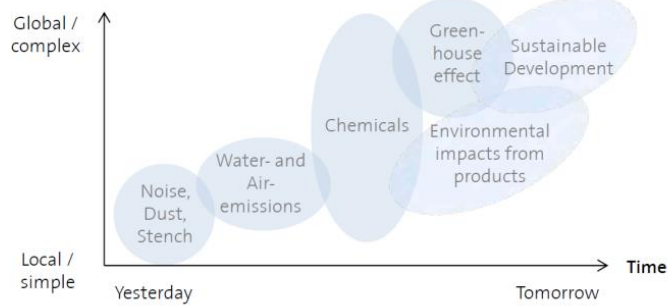 Global /
complex
Green-
house
effect
Sustainable
Development
Chemicals
Environmental
impacts from
products
Water- and
Air-
emissions
Noise,
Dust,
Stench
Local /
simple
Time
Yesterday
Tomorrow